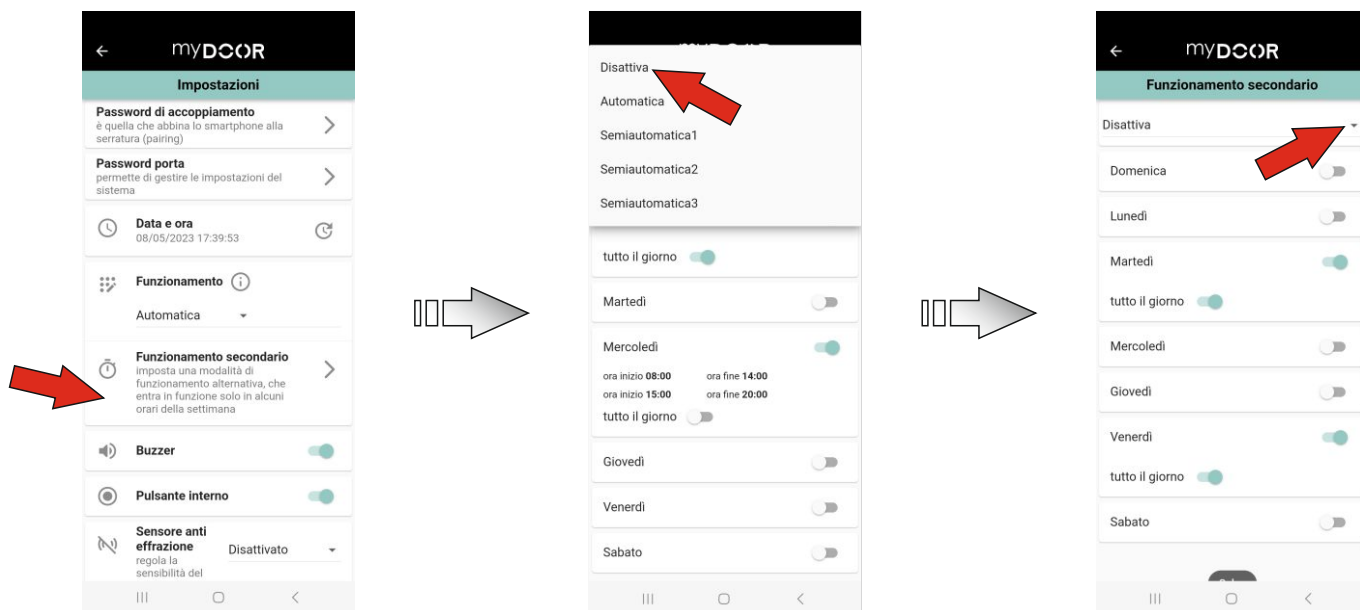 myDOOR
Impostazioni
Password di accoppiamento
è quella che abbina lo smartphone alla
serratura (pairing)
Password porta
permette di gestire le impostazioni del
sistema
Data e ora
08/05/2023 17:39:53
Funzionamento
Automatica
Funzionamento secondario
imposta una modalità di
funzionamento alternativa, che
entra in funzione solo in alcuni
orari della settimana
Buzzer
Pulsante interno
Sensore anti
effrazione
Disattivato
regola la
sensibilità del
Disattiva
Automatica
Semiautomatica1
Semiautomatica2
Semiautomatica3
tutto il giorno
Martedì
Mercoledì
ora inizio 08:00 ora fine 14:00
ora inizio 15:00 ora fine 20:00
tutto il giorno
Giovedì
Venerdì
Sabato
myDOOR
Funzionamento secondario
Disattiva
Domenica
Lunedì
Martedì
tutto il giorno
Mercoledì
Giovedì
Venerdì
tutto il giorno
Sabato